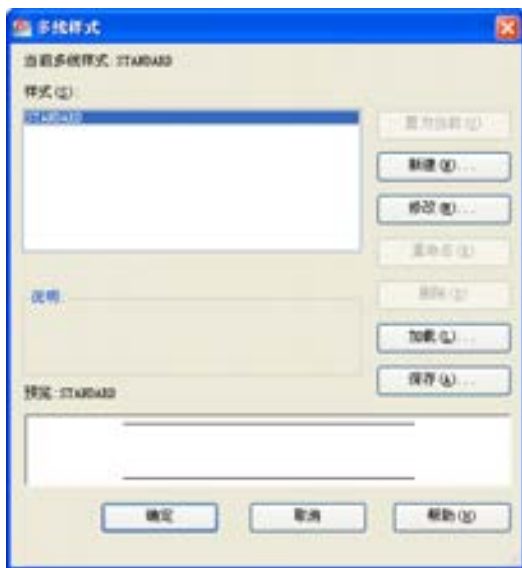 多线样式
当前多线样式: STANDARD
样式(S):
STANDARD
置为当前(U)
新建(N)...
修改(M)...
重命名(R)
说明
删除(D)
加载(L)...
保存(A)...
预览: STANDARD
确定
取消
帮助(H)